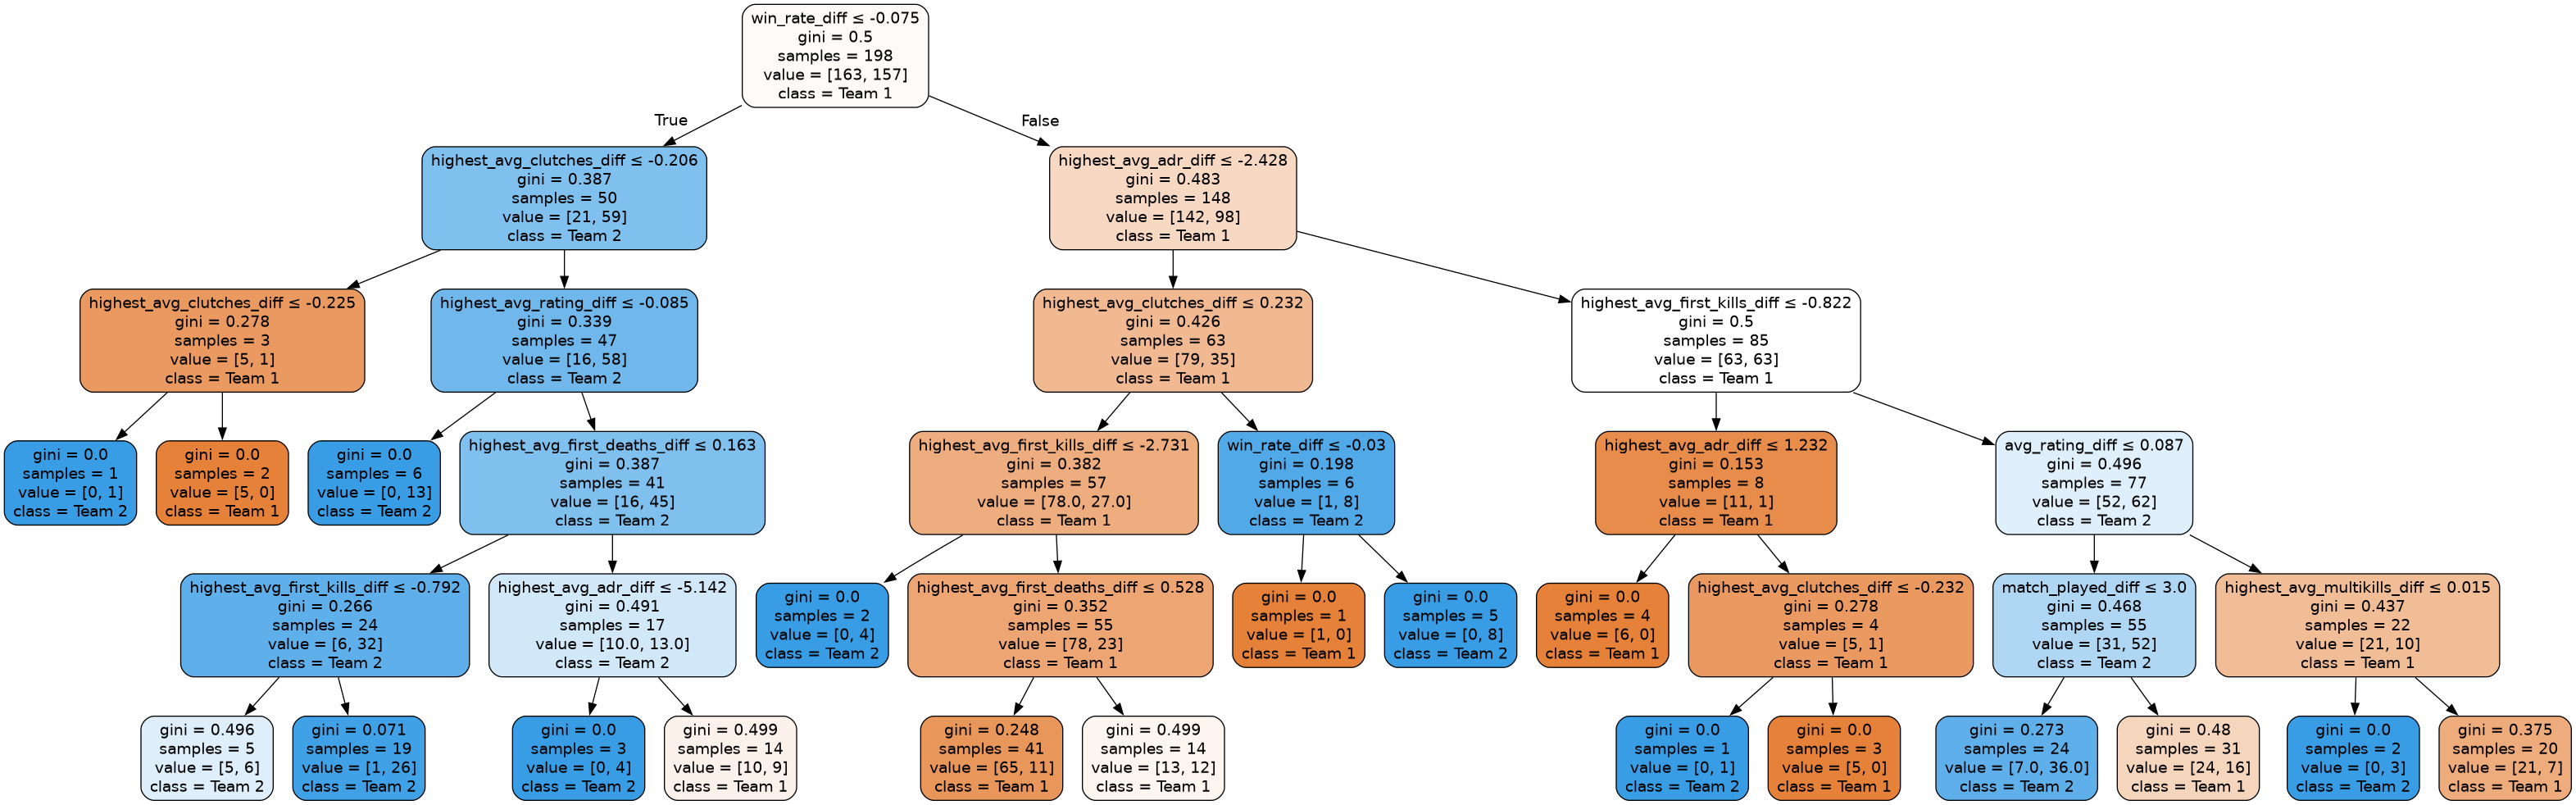 win_rate_diff ≤ -0.075
gini = 0.5
samples = 198
value = [163, 157]
class = Team 1
True
False
highest_avg_clutches_diff ≤ -0.206
gini = 0.387
samples = 50
value = [21, 59]
class = Team 2
highest_avg_adr_diff ≤ -2.428
gini = 0.483
samples = 148
value = [142, 98]
class = Team 1
highest_avg_clutches_diff ≤ -0.225
gini = 0.278
samples = 3
value = [5, 1]
class = Team 1
highest_avg_rating_diff ≤ -0.085
gini = 0.339
samples = 47
value = [16, 58]
class = Team 2
highest_avg_clutches_diff ≤ 0.232
gini = 0.426
samples = 63
value = [79, 35]
class = Team 1
highest_avg_first_kills_diff ≤ -0.822
gini = 0.5
samples = 85
value = [63, 63]
class = Team 1
gini = 0.0
samples = 1
value = [0, 1]
class = Team 2
gini = 0.0
samples = 2
value = [5, 0]
class = Team 1
gini = 0.0
samples = 6
value = [0, 13]
class = Team 2
highest_avg_first_deaths_diff ≤ 0.163
gini = 0.387
samples = 41
value = [16, 45]
class = Team 2
highest_avg_first_kills_diff ≤ -2.731
gini = 0.382
samples = 57
value = [78.0, 27.0]
class = Team 1
win_rate_diff ≤ -0.03
gini = 0.198
samples = 6
value = [1, 8]
class = Team 2
highest_avg_adr_diff ≤ 1.232
gini = 0.153
samples = 8
value = [11, 1]
class = Team 1
avg_rating_diff ≤ 0.087
gini = 0.496
samples = 77
value = [52, 62]
class = Team 2
highest_avg_first_kills_diff ≤ -0.792
gini = 0.266
samples = 24
value = [6, 32]
class = Team 2
highest_avg_adr_diff ≤ -5.142
gini = 0.491
samples = 17
value = [10.0, 13.0]
class = Team 2
gini = 0.0
samples = 2
value = [0, 4]
class = Team 2
highest_avg_first_deaths_diff ≤ 0.528
gini = 0.352
samples = 55
value = [78, 23]
class = Team 1
gini = 0.0
samples = 1
value = [1, 0]
class = Team 1
gini = 0.0
samples = 5
value = [0, 8]
class = Team 2
gini = 0.0
samples = 4
value = [6, 0]
class = Team 1
highest_avg_clutches_diff ≤ -0.232
gini = 0.278
samples = 4
value = [5, 1]
class = Team 1
match_played_diff ≤ 3.0
gini = 0.468
samples = 55
value = [31, 52]
class = Team 2
highest_avg_multikills_diff ≤ 0.015
gini = 0.437
samples = 22
value = [21, 10]
class = Team 1
gini = 0.496
samples = 5
value = [5, 6]
class = Team 2
gini = 0.071
samples = 19
value = [1, 26]
class = Team 2
gini = 0.0
samples = 3
value = [0, 4]
class = Team 2
gini = 0.499
samples = 14
value = [10, 9]
class = Team 1
gini = 0.248
samples = 41
value = [65, 11]
class = Team 1
gini = 0.499
samples = 14
value = [13, 12]
class = Team 1
gini = 0.0
samples = 1
value = [0, 1]
class = Team 2
gini = 0.0
samples = 3
value = [5, 0]
class = Team 1
gini = 0.273
samples = 24
value = [7.0, 36.0]
class = Team 2
gini = 0.48
samples = 31
value = [24, 16]
class = Team 1
gini = 0.0
samples = 2
value = [0, 3]
class = Team 2
gini = 0.375
samples = 20
value = [21, 7]
class = Team 1